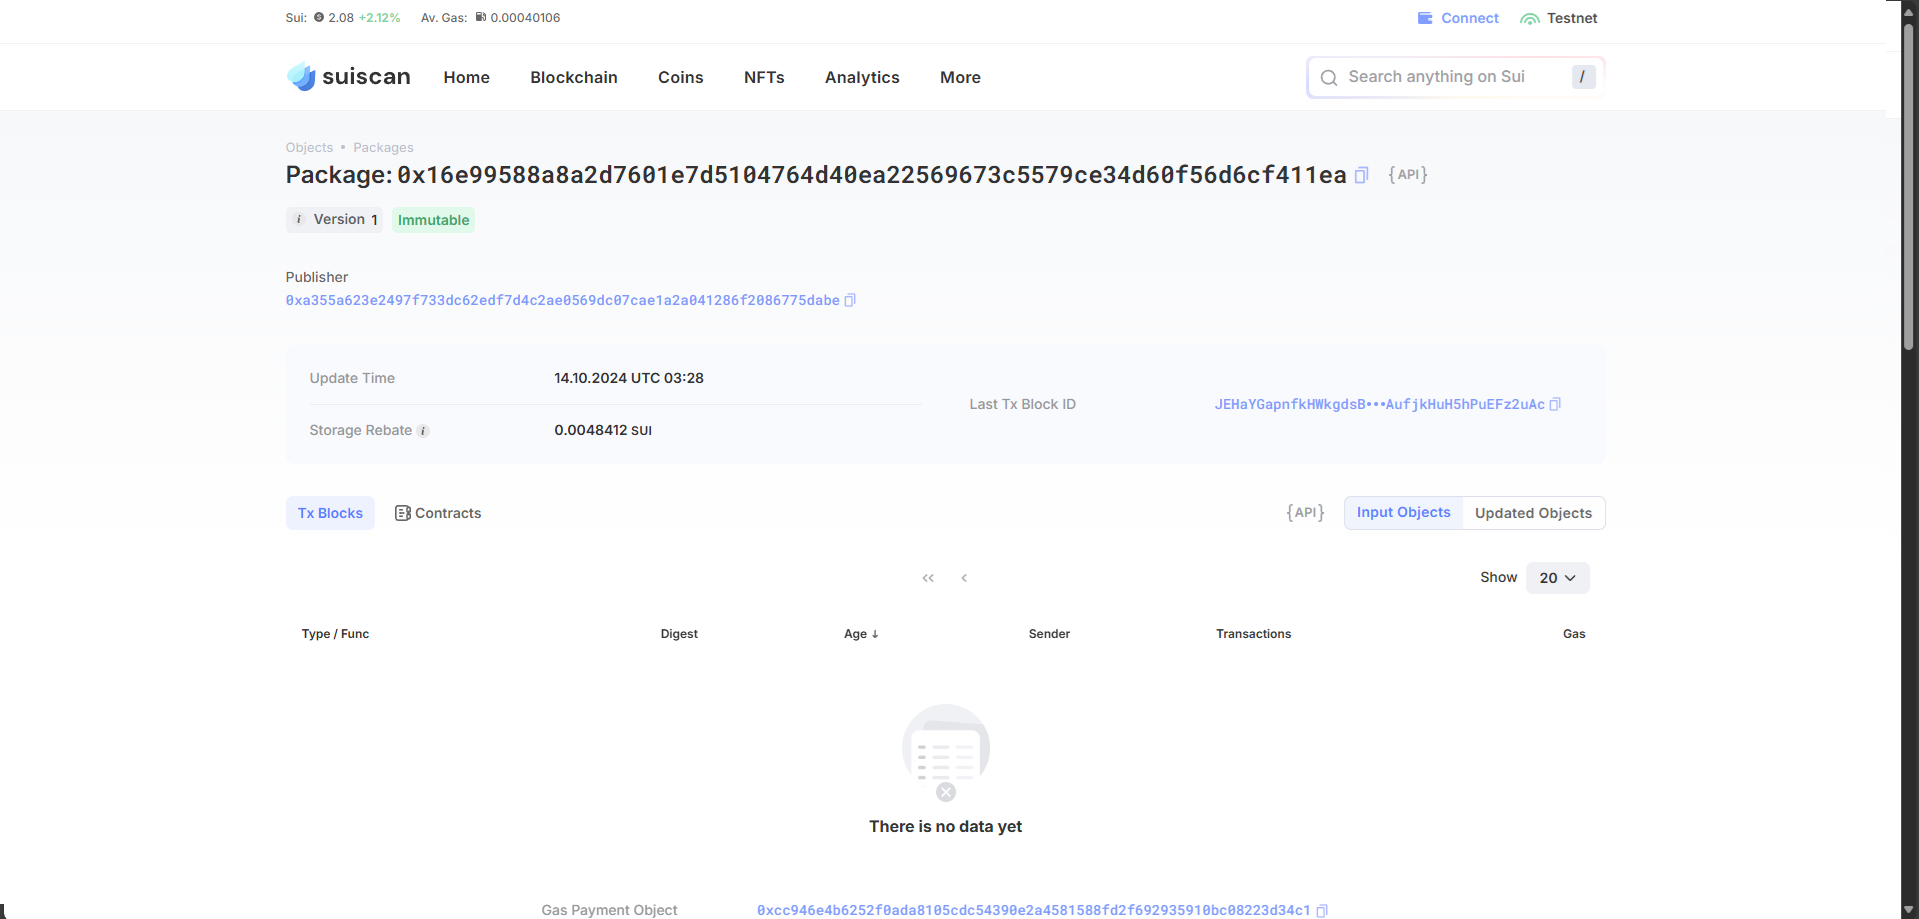 Sui: 2.08 +2.12% Av. Gas: 0.00040106 Connect Testnet
suiscan Home Blockchain Coins NFTs Analytics More Search anything on Sui /
Objects • Packages
Package: 0x16e99588a8a2d7601e7d5104764d40ea22569673c5579ce34d60f56d6cf411ea {API}
i Version 1 Immutable
Publisher
0xa355a623e2497f733dc62edf7d4c2ae0569dc07cae1a2a041286f2086775dabe
Update Time 14.10.2024 UTC 03:28
Last Tx Block ID JEHaYGapnfkHWkgdsB•••AufjkHuH5hPuEFz2uAc
Storage Rebate i 0.0048412 SUI
Tx Blocks Contracts {API} Input Objects Updated Objects
Show 20
Type / Func Digest Age ↓ Sender Transactions Gas
There is no data yet
Gas Payment Object 0xcc946e4b6252f0ada8105cdc54390e2a4581588fd2f692935910bc08223d34c1